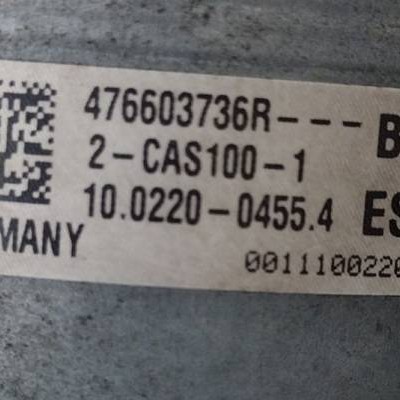 476603736R--- B
2-CAS100-1
10.0220-0455.4 ES
MANY
0011100220